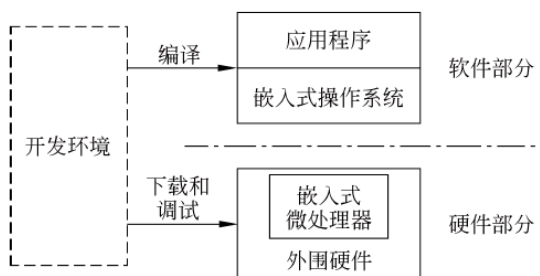 开发环境
编译
应用程序
嵌入式操作系统
软件部分
下载和
调试
嵌入式
微处理器
外围硬件
硬件部分